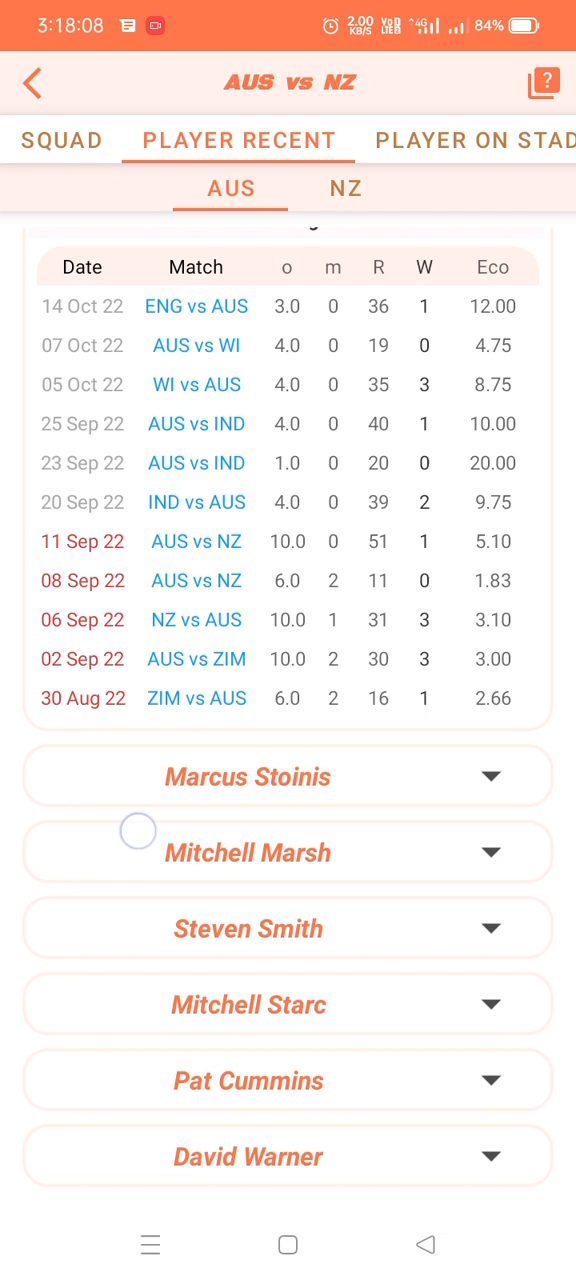 3:18:08 2.00 KB/S VoD LTE 4G 84%
AUS vs NZ ?
SQUAD PLAYER RECENT PLAYER ON STAD
AUS NZ
Date Match o m R W Eco
14 Oct 22 ENG vs AUS 3.0 0 36 1 12.00
07 Oct 22 AUS vs WI 4.0 0 19 0 4.75
05 Oct 22 WI vs AUS 4.0 0 35 3 8.75
25 Sep 22 AUS vs IND 4.0 0 40 1 10.00
23 Sep 22 AUS vs IND 1.0 0 20 0 20.00
20 Sep 22 IND vs AUS 4.0 0 39 2 9.75
11 Sep 22 AUS vs NZ 10.0 0 51 1 5.10
08 Sep 22 AUS vs NZ 6.0 2 11 0 1.83
06 Sep 22 NZ vs AUS 10.0 1 31 3 3.10
02 Sep 22 AUS vs ZIM 10.0 2 30 3 3.00
30 Aug 22 ZIM vs AUS 6.0 2 16 1 2.66
Marcus Stoinis
Mitchell Marsh
Steven Smith
Mitchell Starc
Pat Cummins
David Warner